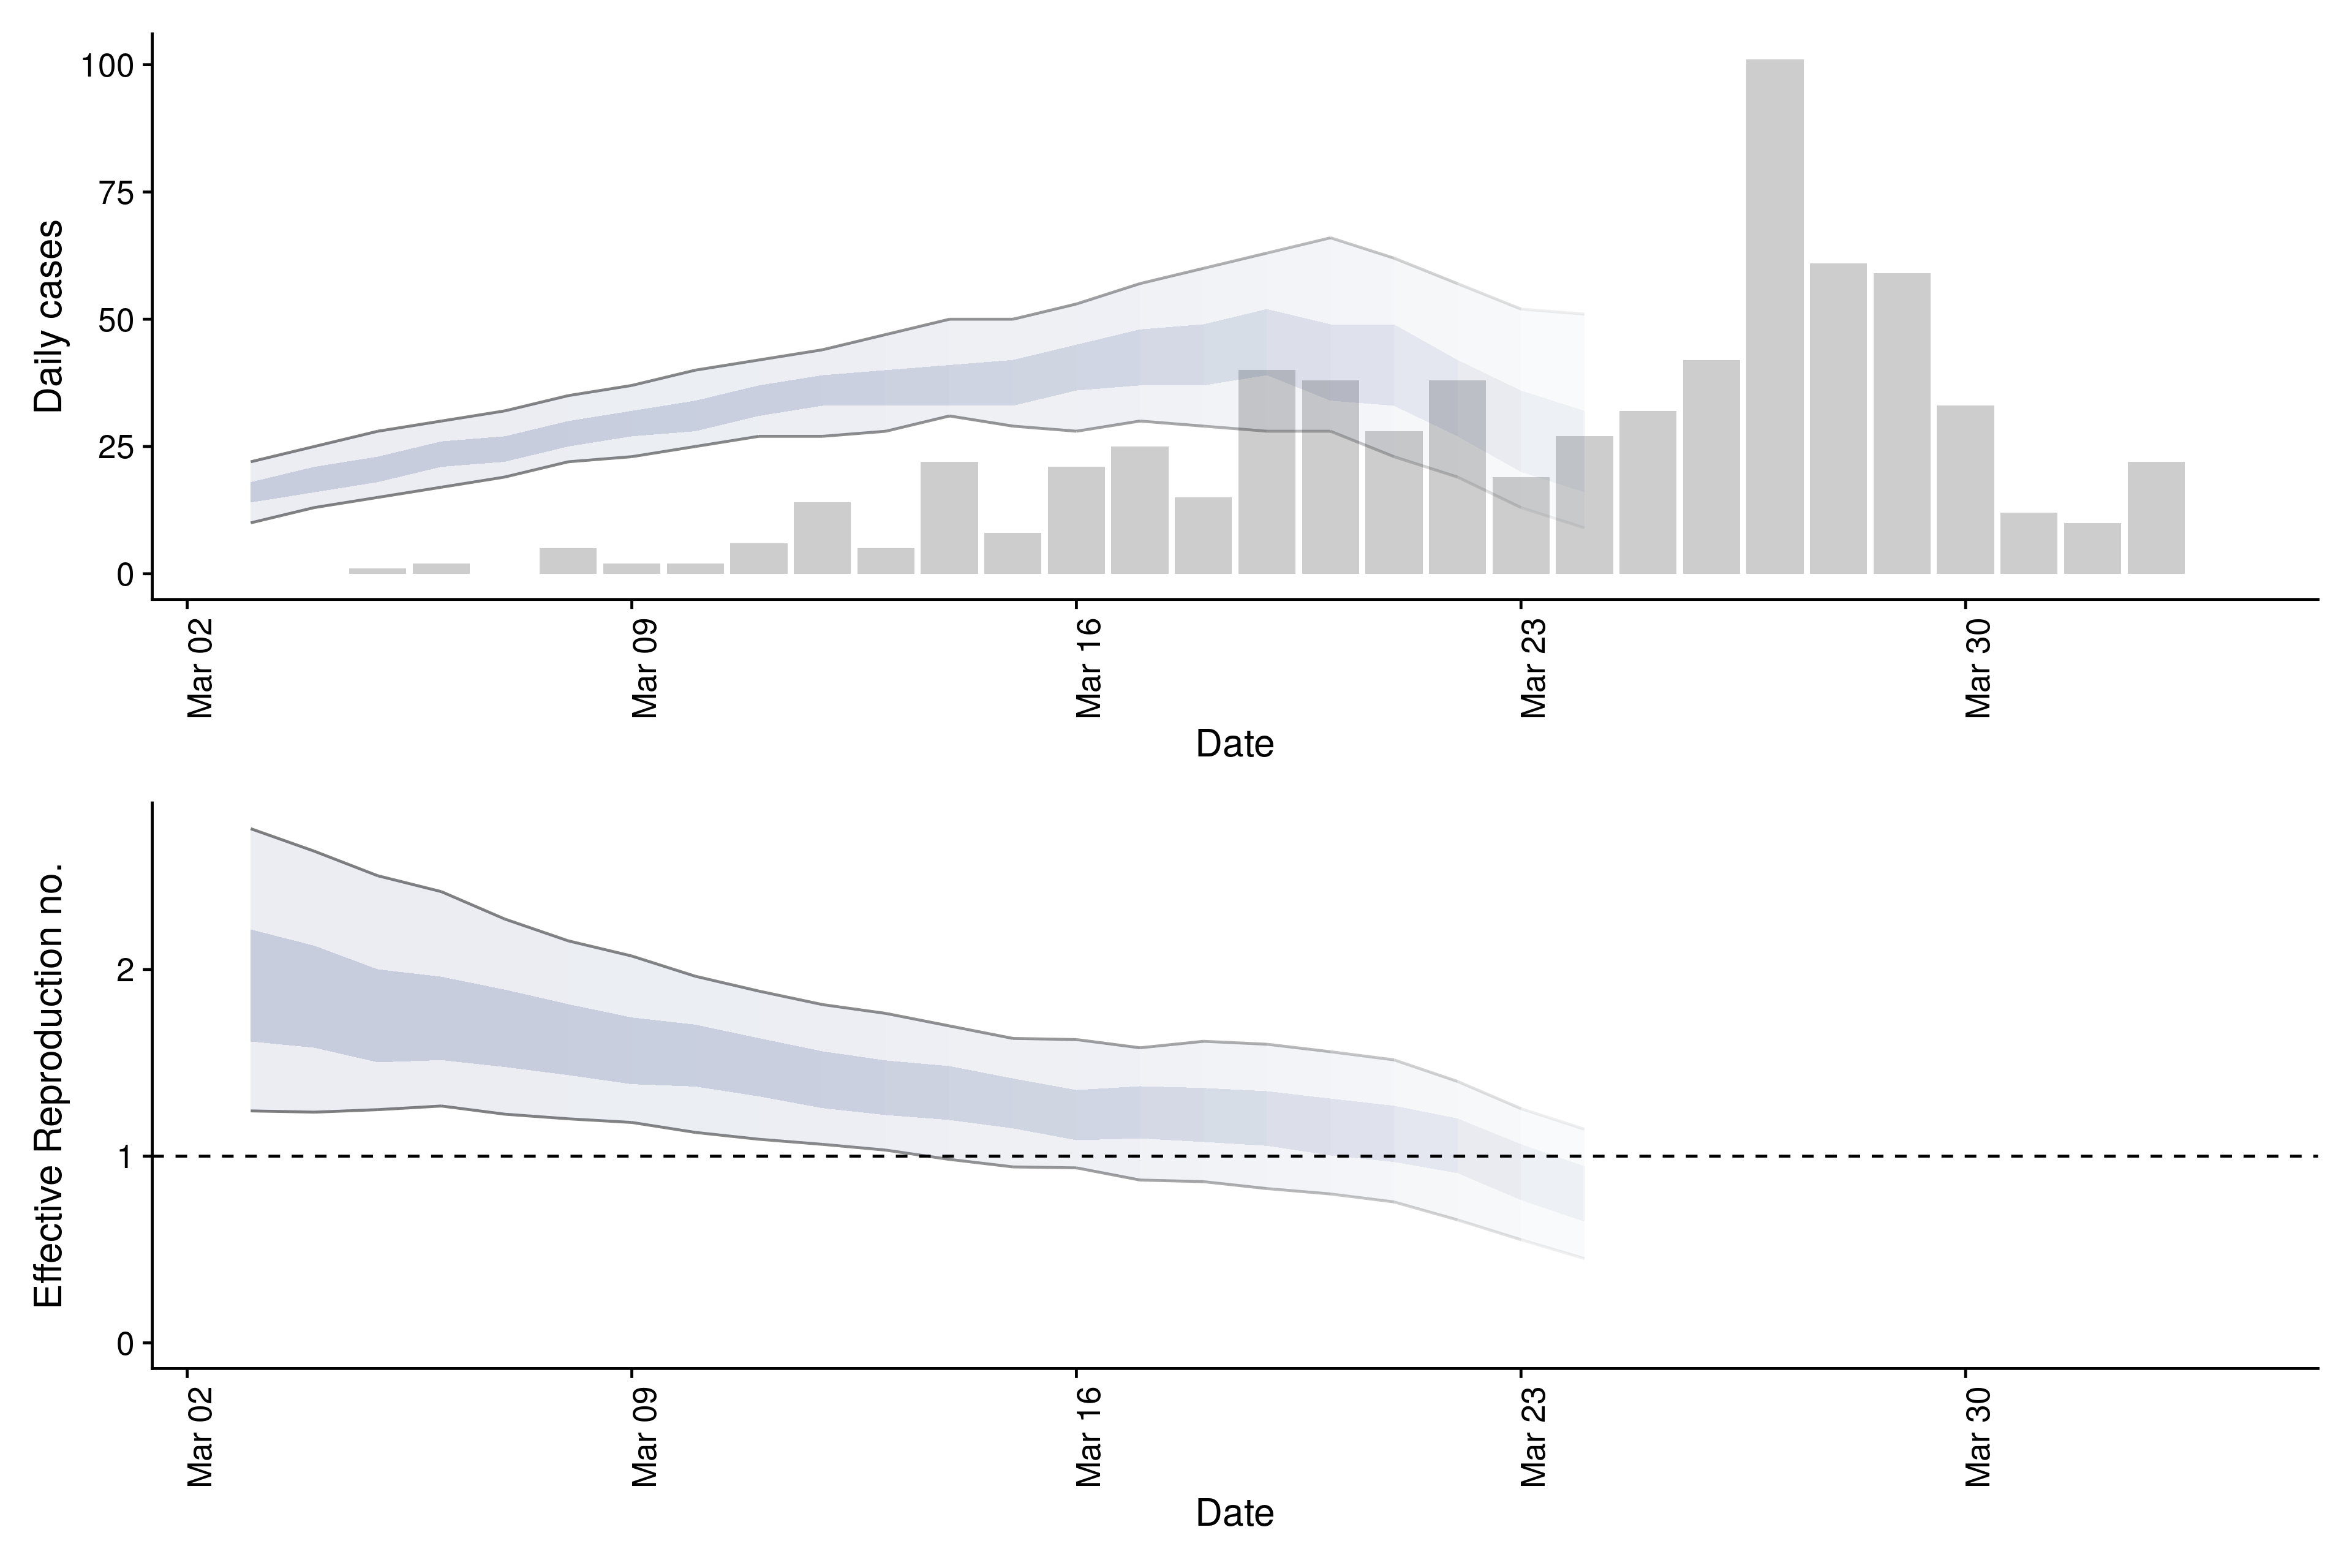 Daily cases
100
75
50
25
0
Mar 02
Mar 09
Mar 16
Mar 23
Mar 30
Date
Effective Reproduction no.
2
1
0
Mar 02
Mar 09
Mar 16
Mar 23
Mar 30
Date